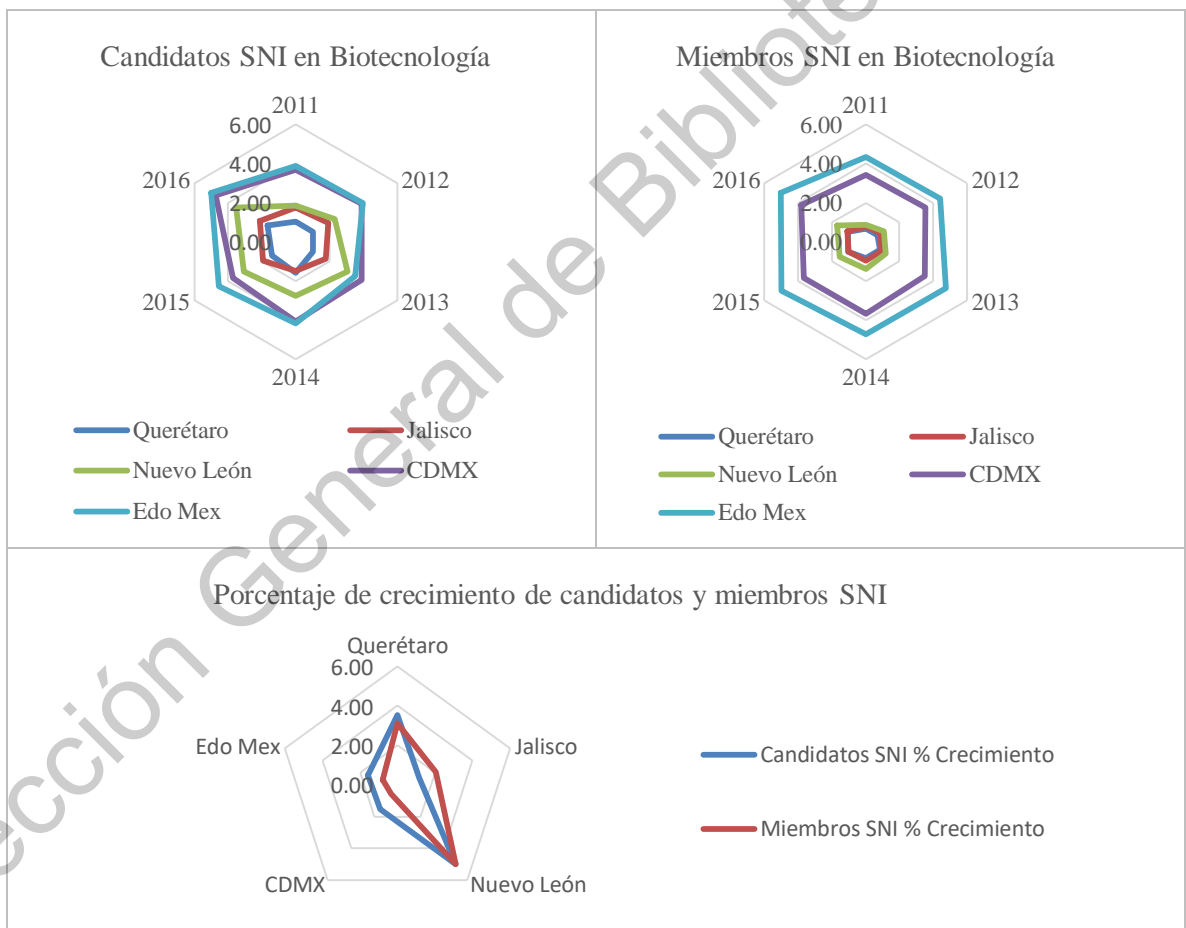 Candidatos SNI en Biotecnología
2011
6.00
4.00
2016
2012
2.00
0.00
2015
2013
2014
Querétaro
Jalisco
Nuevo León
CDMX
Edo Mex
Miembros SNI en Biotecnología
2011
6.00
4.00
2016
2012
2.00
0.00
2015
2013
2014
Querétaro
Jalisco
Nuevo León
CDMX
Edo Mex
Porcentaje de crecimiento de candidatos y miembros SNI
Querétaro
6.00
4.00
Edo Mex
Jalisco
2.00
0.00
CDMX
Nuevo León
Candidatos SNI % Crecimiento
Miembros SNI % Crecimiento
General de